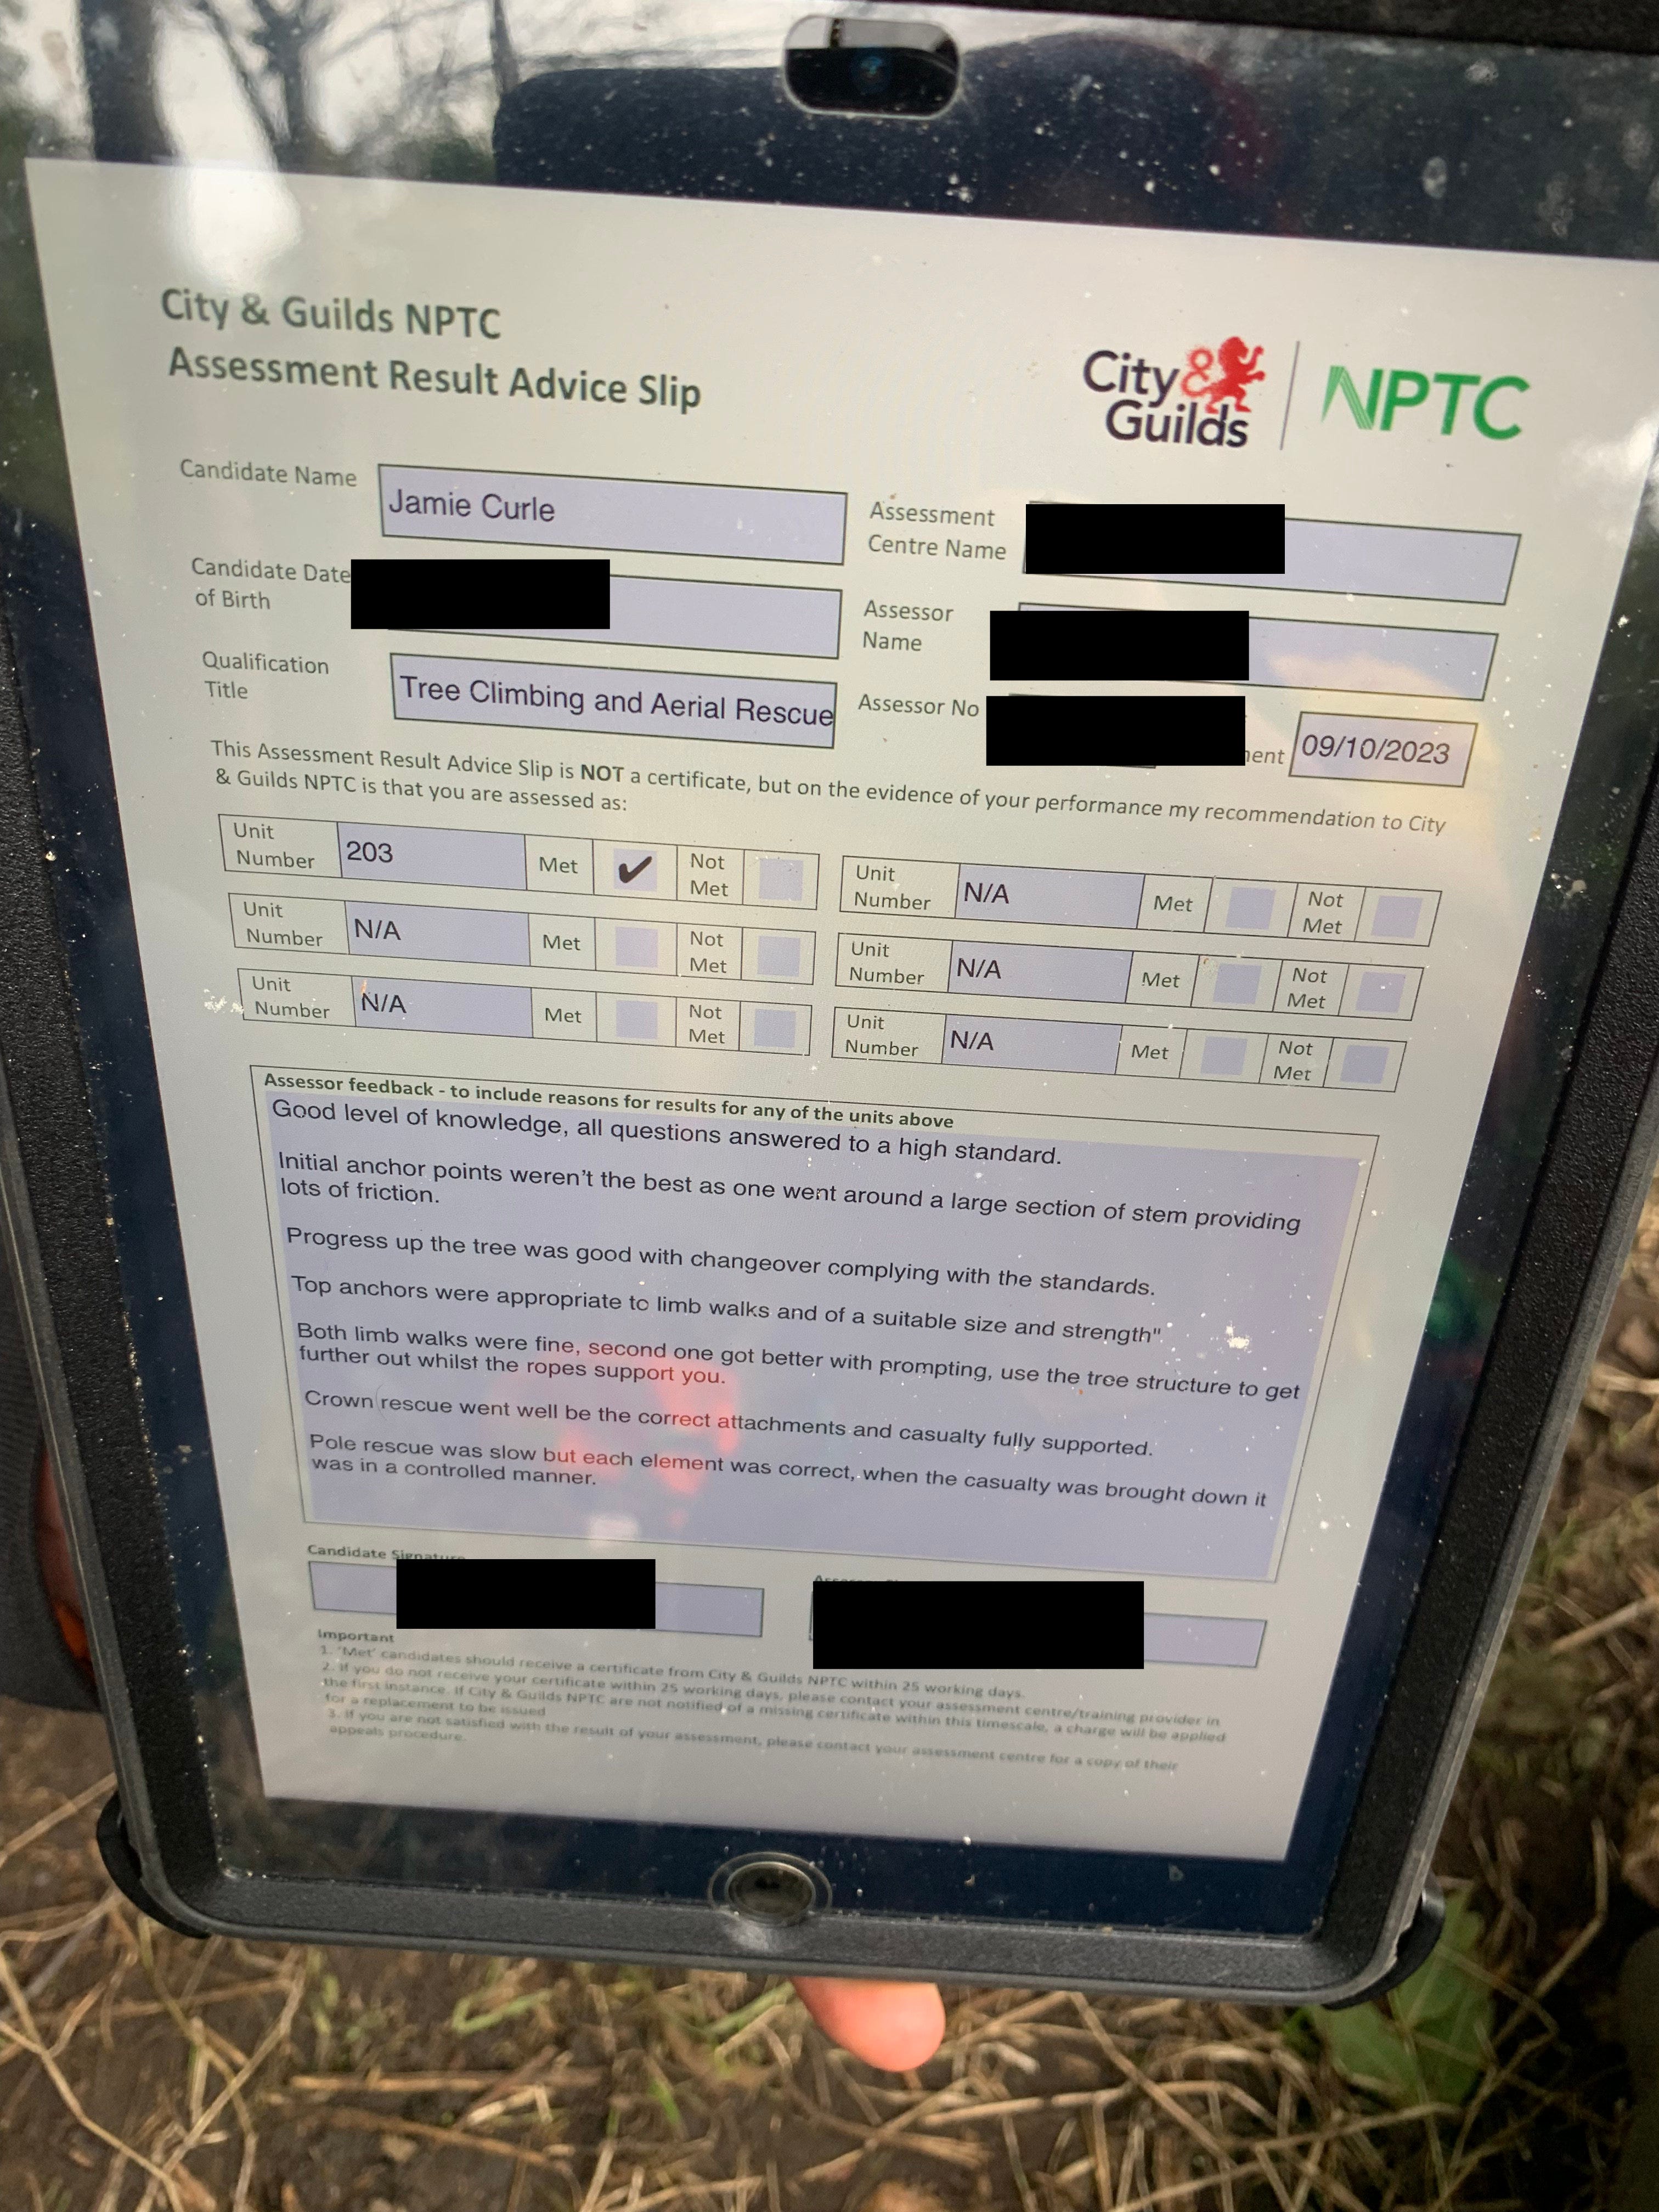 City & Guilds NPTC
Assessment Result Advice Slip
City & Guilds
NPTC
Candidate Name
Jamie Curle
Assessment
Centre Name
Candidate Date
of Birth
Assessor
Name
Qualification
Title
Tree Climbing and Aerial Rescue
Assessor No
09/10/2023
This Assessment Result Advice Slip is NOT a certificate, but on the evidence of your performance my recommendation to City
& Guilds NPTC is that you are assessed as:
Unit Number 203 Met ✔ Not Met
Unit Number N/A Met Not Met
Unit Number N/A Met Not Met
Unit Number N/A Met Not Met
Unit Number N/A Met Not Met
Unit Number N/A Met Not Met
Assessor feedback - to include reasons for results for any of the units above
Good level of knowledge, all questions answered to a high standard.
Initial anchor points weren't the best as one went around a large section of stem providing
lots of friction.
Progress up the tree was good with changeover complying with the standards.
Top anchors were appropriate to limb walks and of a suitable size and strength".
Both limb walks were fine, second one got better with prompting, use the tree structure to get
further out whilst the ropes support you.
Crown rescue went well be the correct attachments and casualty fully supported.
Pole rescue was slow but each element was correct, when the casualty was brought down it
was in a controlled manner.
Candidate Signature
Important
1. 'Met' candidates should receive a certificate from City & Guilds NPTC within 25 working days.
2. If you do not receive your certificate within 25 working days, please contact your assessment centre/training provider in
the first instance. If City & Guilds NPTC are not notified of a missing certificate within this timescale, a charge will be applied
for a replacement to be issued
3. If you are not satisfied with the result of your assessment, please contact your assessment centre for a copy of their
appeals procedure.